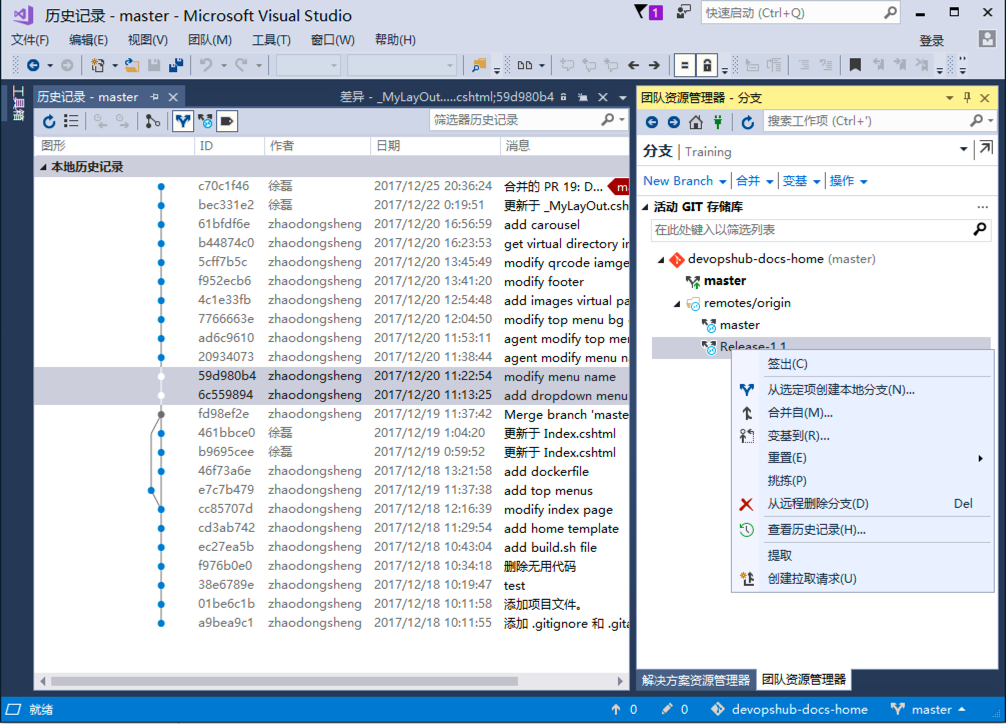 历史记录 - master - Microsoft Visual Studio
1
快速启动 (Ctrl+Q)
文件(F) 编辑(E) 视图(V) 团队(M) 工具(T) 窗口(W) 帮助(H)
登录
工具箱
历史记录 - master
差异 - _MyLayOut.....cshtml;59d980b4
筛选器历史记录
图形 ID 作者 日期 消息
本地历史记录
c70c1f46 徐磊 2017/12/25 20:36:24 合并的 PR 19: D... m
bec331e2 徐磊 2017/12/22 0:19:51 更新于 _MyLayOut.csh
61bfdf6e zhaodongsheng 2017/12/20 16:56:59 add carousel
b44874c0 zhaodongsheng 2017/12/20 16:23:53 get virtual directory in
5cff7b5c zhaodongsheng 2017/12/20 13:45:49 modify qrcode iamge
f952ecb6 zhaodongsheng 2017/12/20 13:41:20 modify footer
4c1e33fb zhaodongsheng 2017/12/20 12:54:48 add images virtual pa
7766663e zhaodongsheng 2017/12/20 12:04:50 modify top menu bg
ad6c9610 zhaodongsheng 2017/12/20 11:53:11 agent modify top me
20934073 zhaodongsheng 2017/12/20 11:38:44 agent modify menu n
59d980b4 zhaodongsheng 2017/12/20 11:22:54 modify menu name
6c559894 zhaodongsheng 2017/12/20 11:13:25 add dropdown menu
fd98ef2e zhaodongsheng 2017/12/19 11:37:42 Merge branch 'maste
461bbce0 徐磊 2017/12/19 1:04:20 更新于 Index.cshtml
b9695cee 徐磊 2017/12/19 0:59:52 更新于 Index.cshtml
46f73a6e zhaodongsheng 2017/12/18 13:21:58 add dockerfile
e7c7b479 zhaodongsheng 2017/12/19 11:37:38 add top menus
cc85707d zhaodongsheng 2017/12/18 12:16:39 modify index page
cd3ab742 zhaodongsheng 2017/12/18 11:29:54 add home template
ec27ea5b zhaodongsheng 2017/12/18 10:43:04 add build.sh file
f976b0e0 zhaodongsheng 2017/12/18 10:34:18 删除无用代码
38e6789e zhaodongsheng 2017/12/18 10:19:47 test
01be6c1b zhaodongsheng 2017/12/18 10:11:58 添加项目文件。
a9bea9c1 zhaodongsheng 2017/12/18 10:11:55 添加 .gitignore 和 .gita
团队资源管理器 - 分支
搜索工作项 (Ctrl+')
分支 | Training
New Branch 合并 变基 操作
活动 GIT 存储库
在此处键入以筛选列表
devopshub-docs-home (master)
master
remotes/origin
master
Release-1.1
签出(C)
从选定项创建本地分支(N)...
合并自(M)...
变基到(R)...
重置(E)
挑拣(P)
从远程删除分支(D) Del
查看历史记录(H)...
提取
创建拉取请求(U)
解决方案资源管理器 团队资源管理器
就绪 0 0 devopshub-docs-home master